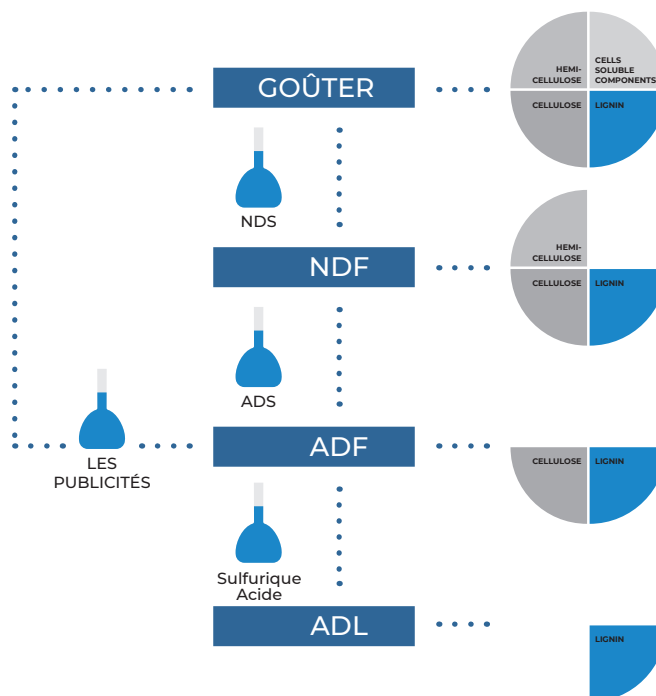 GOÛTER
HEMI-
CELLULOSE
CELLS
SOLUBLE
COMPONENTS
CELLULOSE
LIGNIN
NDS
NDF
HEMI-
CELLULOSE
CELLULOSE
LIGNIN
ADS
LES
PUBLICITÉS
ADF
CELLULOSE
LIGNIN
Sulfurique
Acide
ADL
LIGNIN